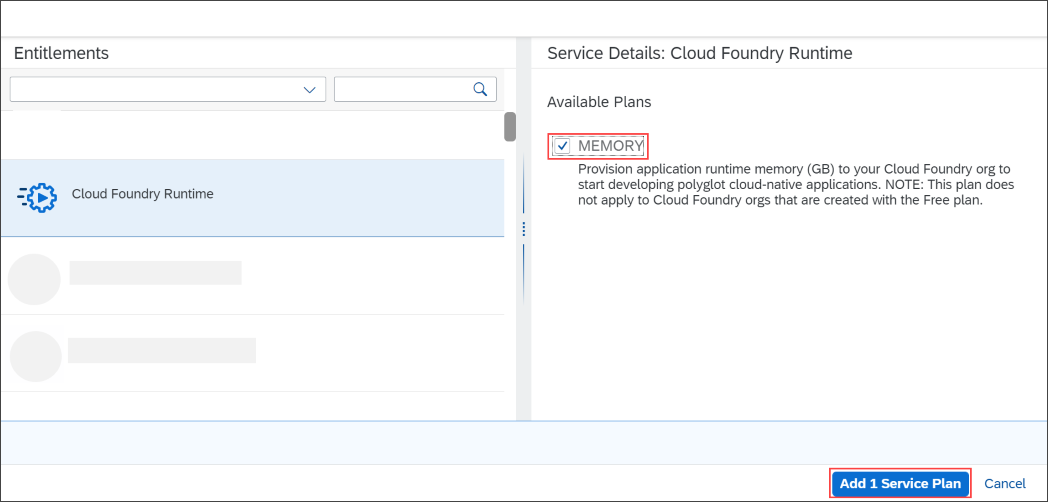 Entitlements
Service Details: Cloud Foundry Runtime
Available Plans
MEMORY
Provision application runtime memory (GB) to your Cloud Foundry org to
start developing polyglot cloud-native applications. NOTE: This plan does
not apply to Cloud Foundry orgs that are created with the Free plan.
Cloud Foundry Runtime
Add 1 Service Plan
Cancel